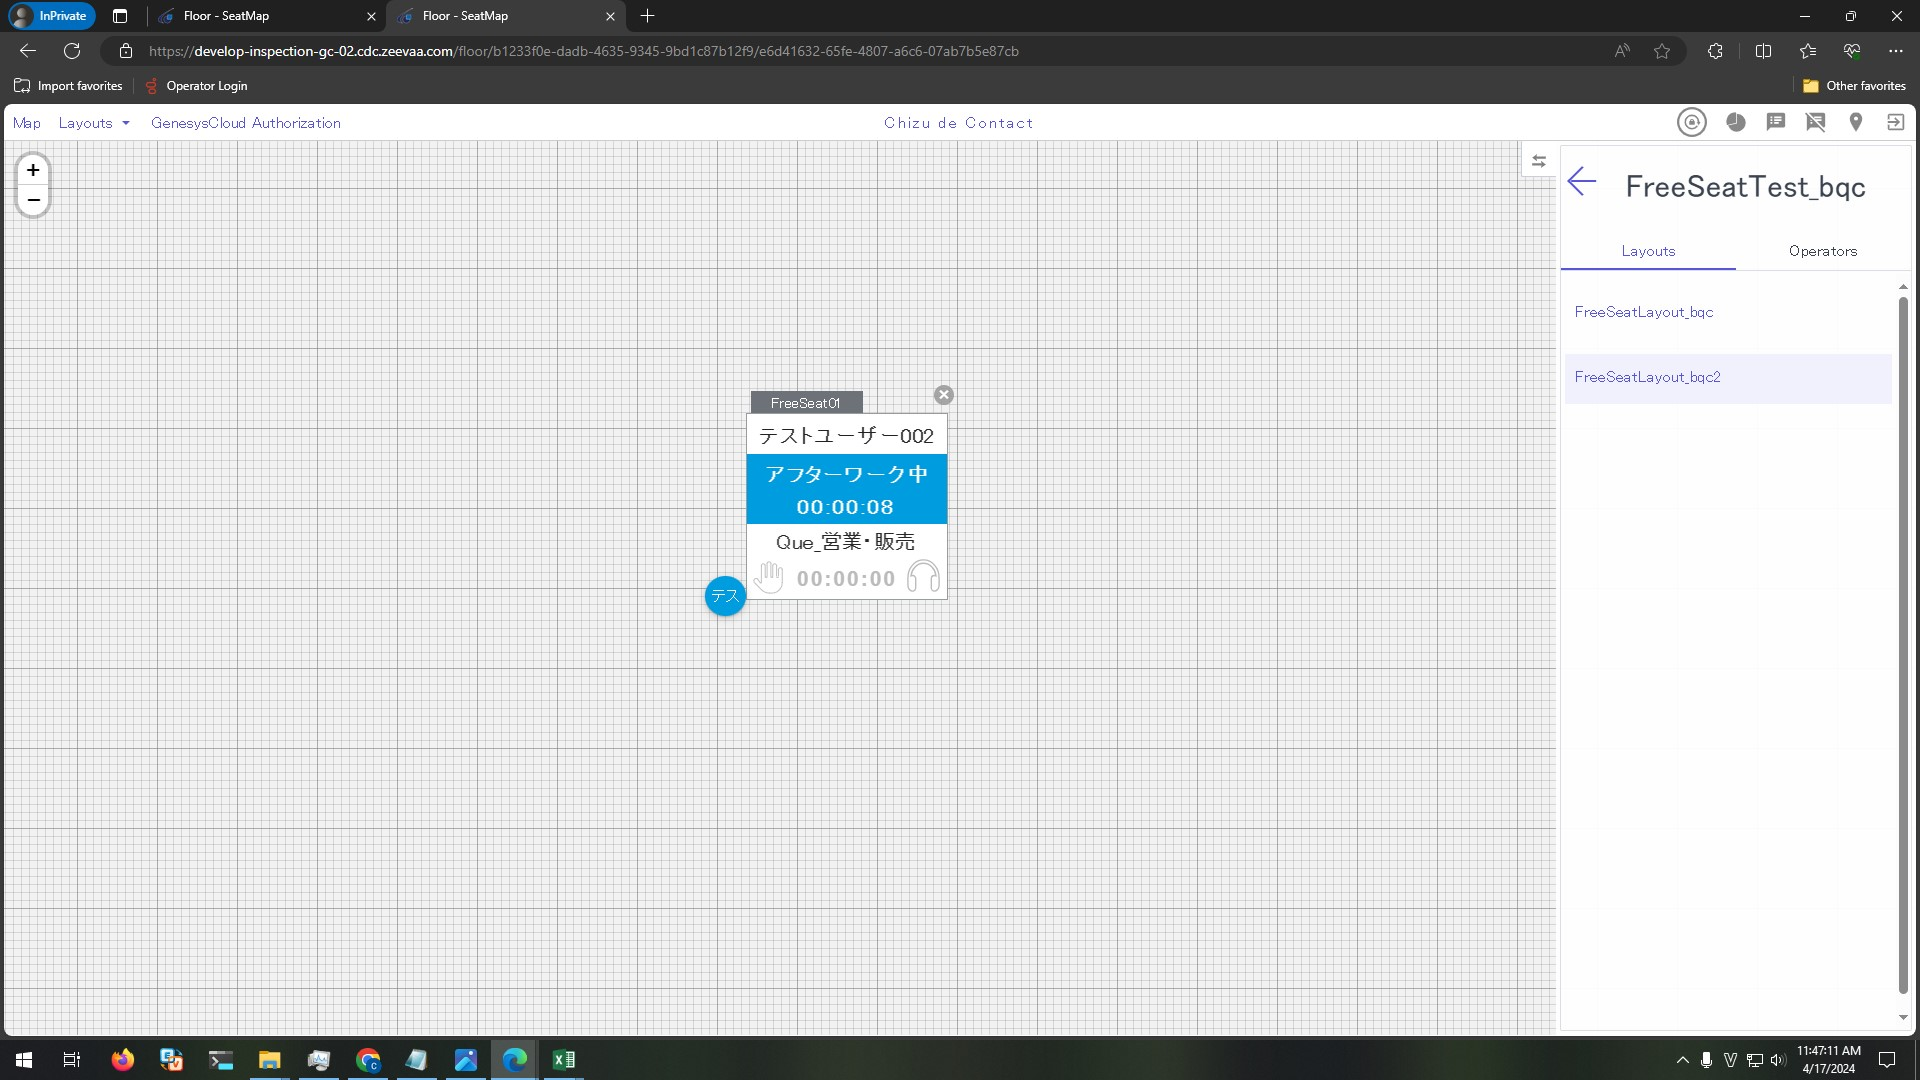 InPrivate
Floor - SeatMap
Floor - SeatMap
https://develop-inspection-gc-02.cdc.zeevaa.com/floor/b1233f0e-dadb-4635-9345-9bd1c87b12f9/e6d41632-65fe-4807-a6c6-07ab7b5e87cb
Import favorites
Operator Login
Other favorites
Map
Layouts
GenesysCloud Authorization
Chizu de Contact
+
−
FreeSeatTest_bqc
Layouts
Operators
FreeSeatLayout_bqc
FreeSeatLayout_bqc2
FreeSeat01
テストユーザー002
アフターワーク中
00:00:08
Que_営業・販売
00:00:00
テス
11:47:11 AM
4/17/2024